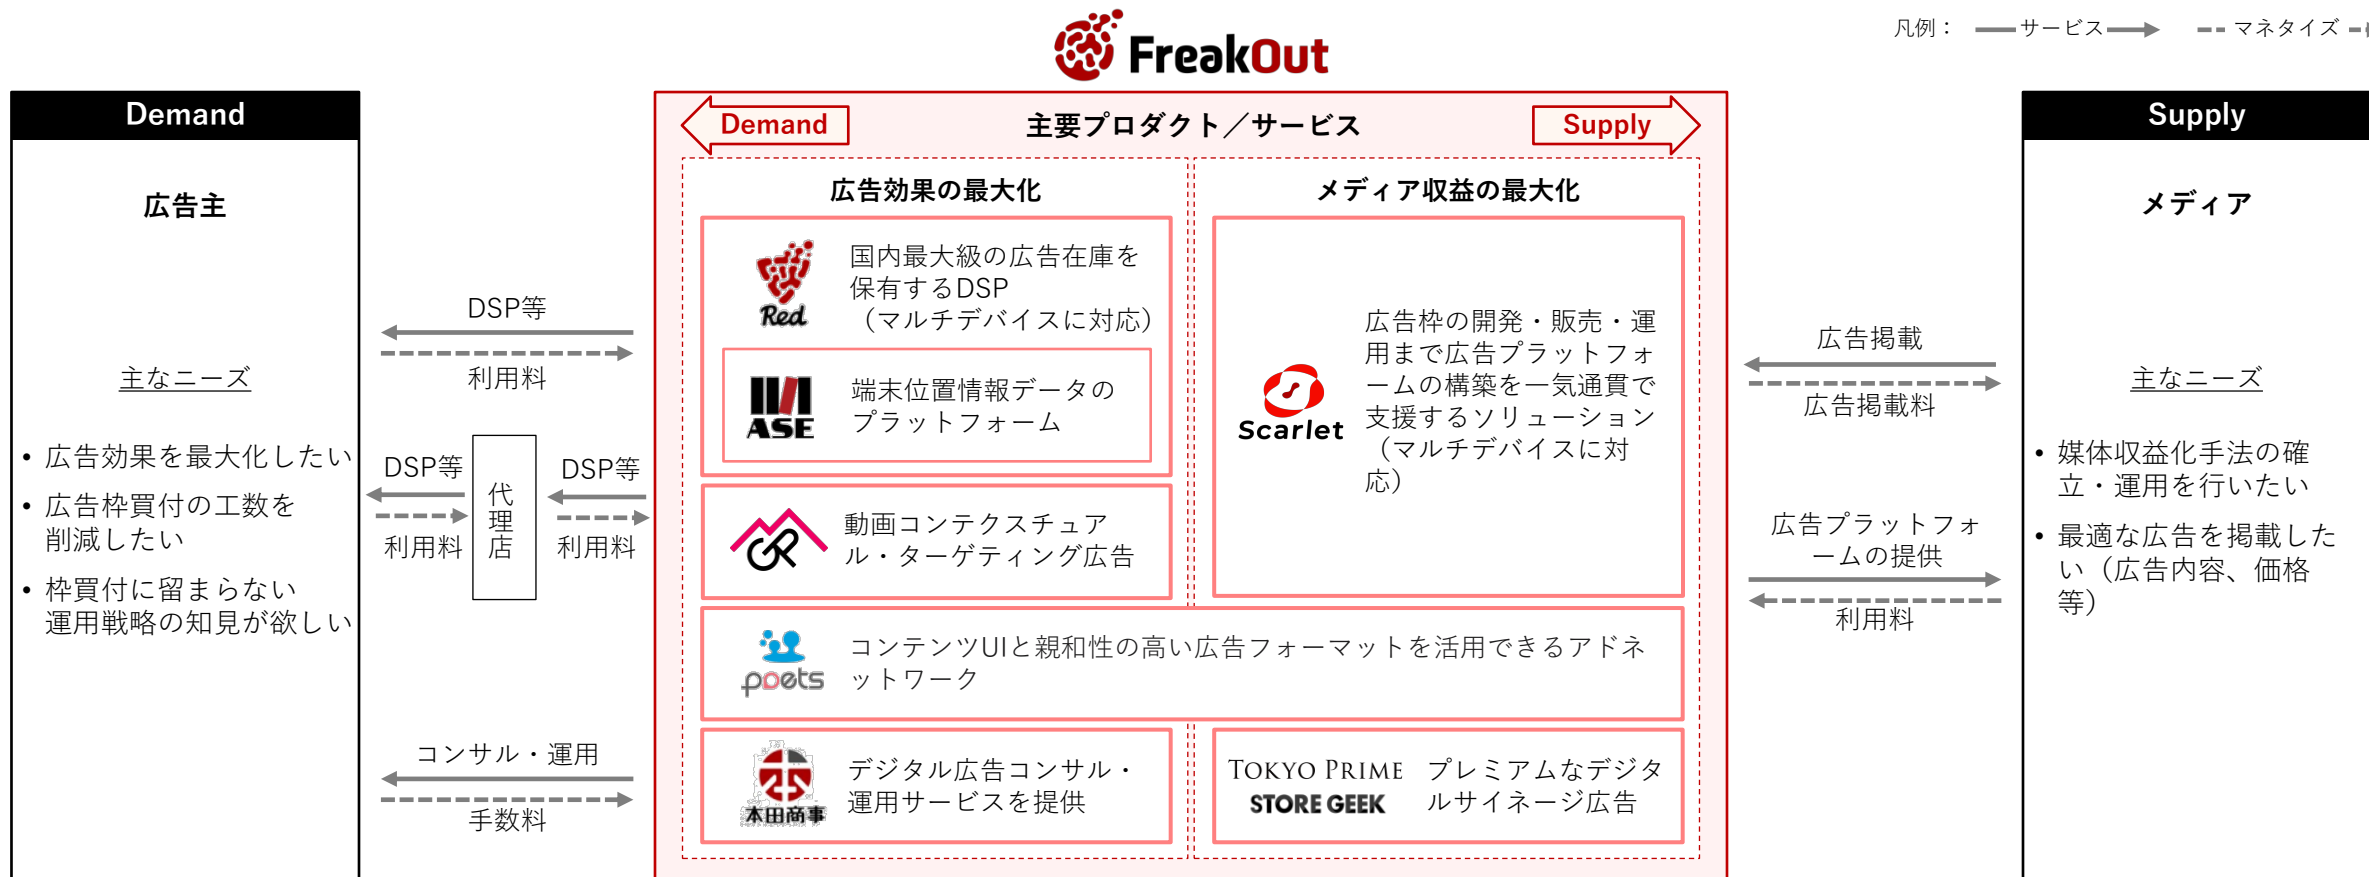 FreakOut
凡例： サービス マネタイズ
Demand
広告主
主なニーズ
• 広告効果を最大化したい
• 広告枠買付の工数を
削減したい
• 枠買付に留まらない
運用戦略の知見が欲しい
DSP等
利用料
DSP等
利用料
代
理
店
DSP等
利用料
コンサル・運用
手数料
Demand
主要プロダクト／サービス
Supply
広告効果の最大化
Red
国内最大級の広告在庫を
保有するDSP
（マルチデバイスに対応）
ASE
端末位置情報データの
プラットフォーム
動画コンテクスチュア
ル・ターゲティング広告
メディア収益の最大化
Scarlet
広告枠の開発・販売・運
用まで広告プラットフォ
ームの構築を一気通貫で
支援するソリューション
（マルチデバイスに対
応）
poets
コンテンツUIと親和性の高い広告フォーマットを活用できるアドネ
ットワーク
本田商事
デジタル広告コンサル・
運用サービスを提供
TOKYO PRIME
STORE GEEK
プレミアムなデジタ
ルサイネージ広告
広告掲載
広告掲載料
広告プラットフォ
ームの提供
利用料
Supply
メディア
主なニーズ
• 媒体収益化手法の確
立・運用を行いたい
• 最適な広告を掲載した
い（広告内容、価格
等）